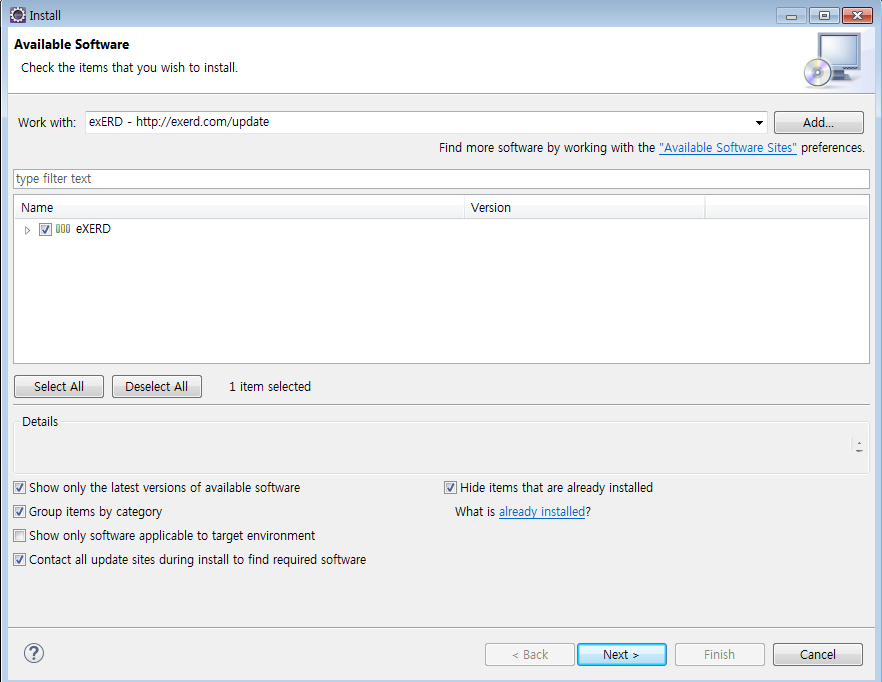 Install
Available Software
Check the items that you wish to install.
Work with: exERD - http://exerd.com/update Add...
Find more software by working with the "Available Software Sites" preferences.
type filter text
Name Version
eXERD
Select All Deselect All 1 item selected
Details
Show only the latest versions of available software Hide items that are already installed
Group items by category What is already installed?
Show only software applicable to target environment
Contact all update sites during install to find required software
? < Back Next > Finish Cancel